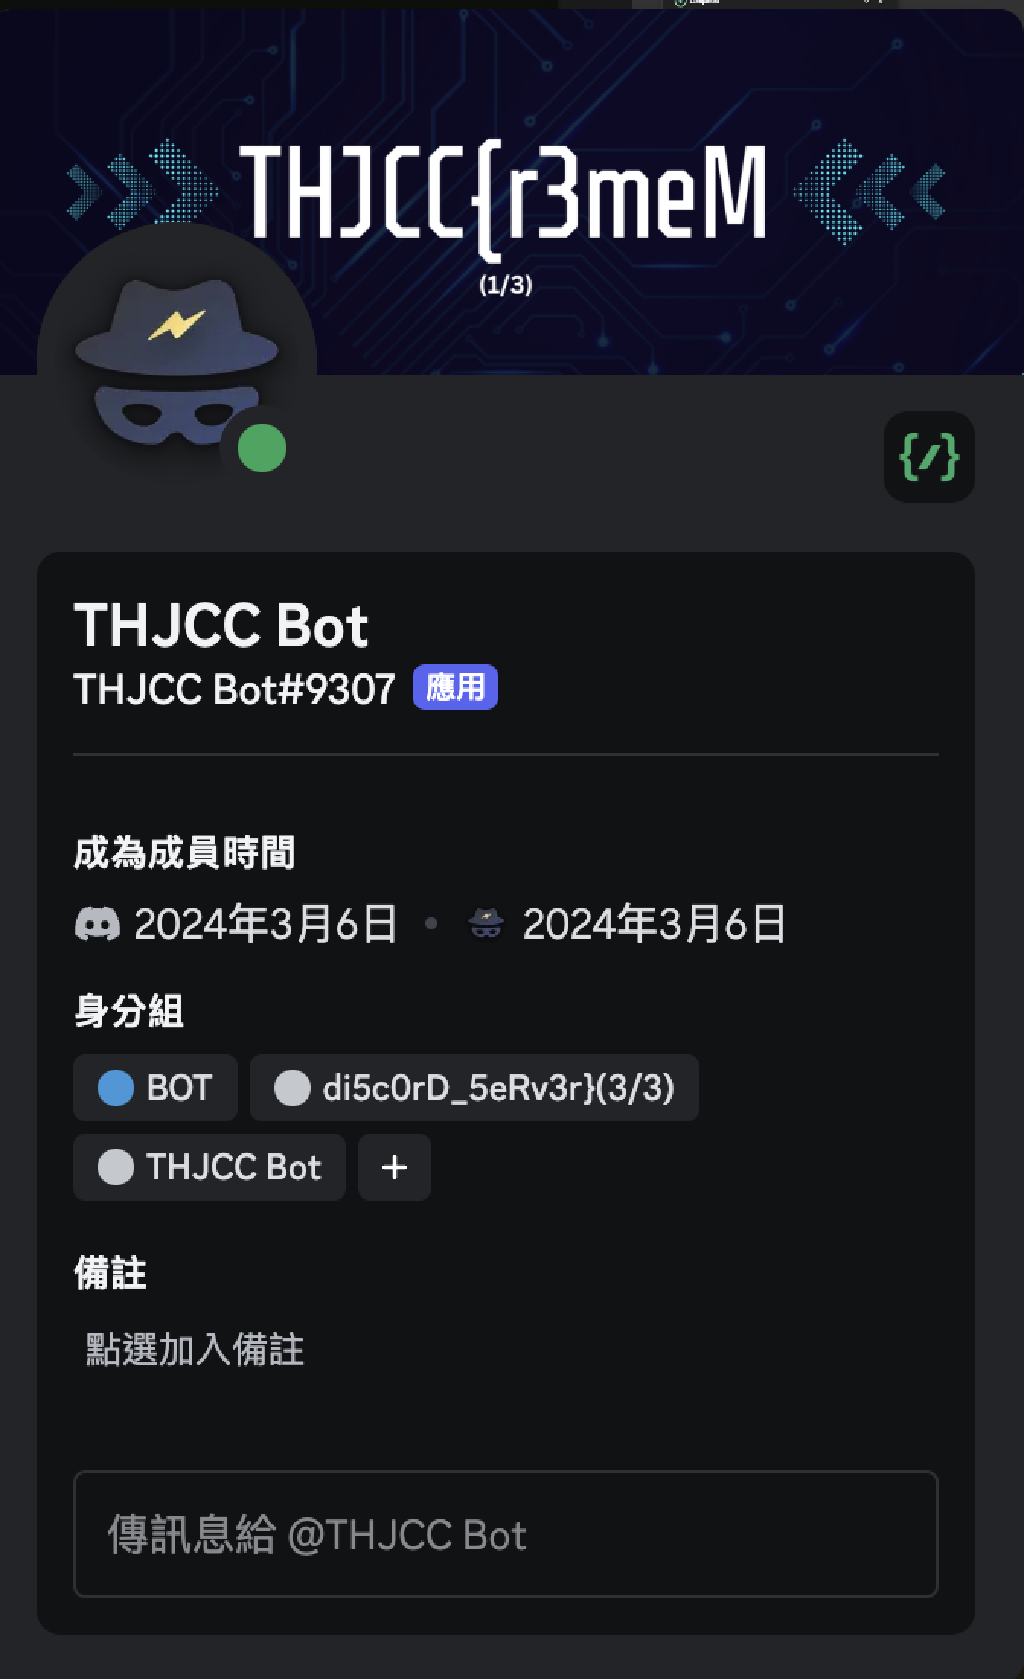 THJCC{r3meM
(1/3)
{/}
THJCC Bot
THJCC Bot#9307 應用
成為成員時間
2024年3月6日 • 2024年3月6日
身分組
BOT di5c0rD_5eRv3r}(3/3)
THJCC Bot +
備註
點選加入備註
傳訊息給 @THJCC Bot